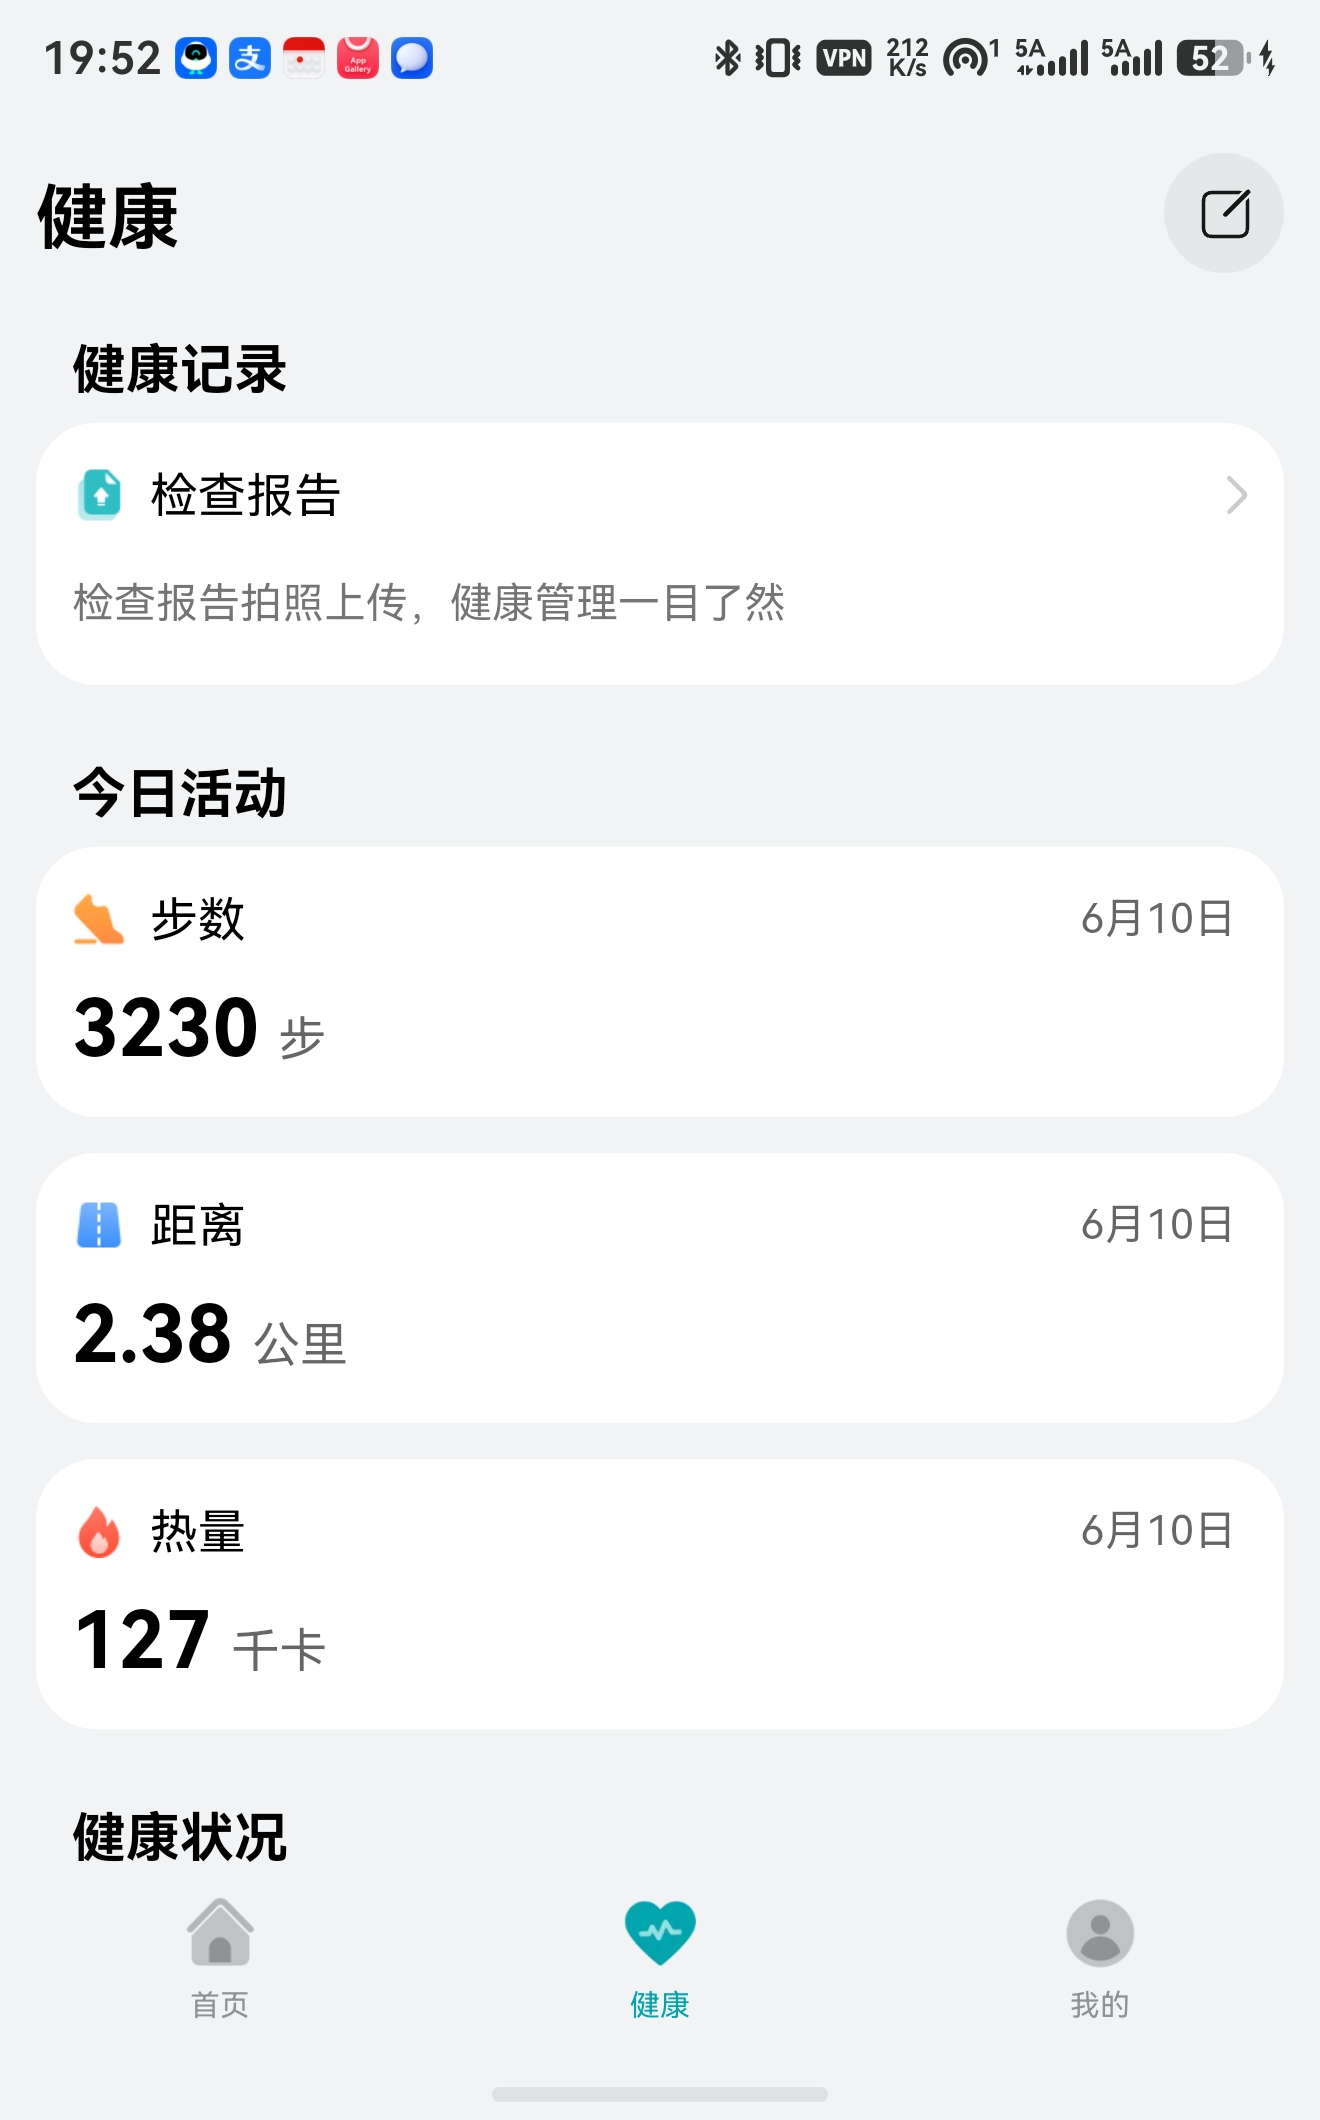 19:52
支
App
Gallery
VPN
212
K/s
1
5A
5A
52
健康
健康记录
检查报告
检查报告拍照上传，健康管理一目了然
今日活动
步数
6月10日
3230 步
距离
6月10日
2.38 公里
热量
6月10日
127 千卡
健康状况
首页
健康
我的